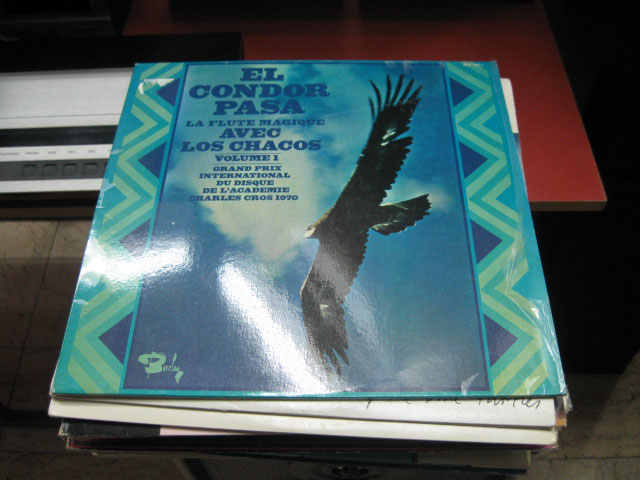 EL
CONDOR
PASA
LA FLUTE MAGIQUE
AVEC
LOS CHACOS
VOLUME 1
GRAND PRIX
INTERNATIONAL
DU DISQUE
DE L'ACADEMIE
CHARLES CROS 1970
Barclay